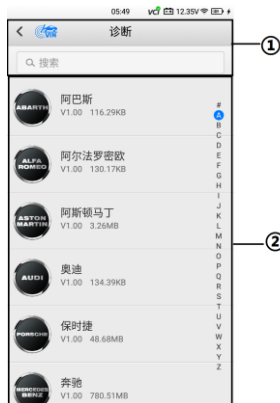 05:49 VCI 12.35V
VIN 诊断
①
搜索
ABARTH
阿巴斯
V1.00 116.29KB
ALFA
ROMEO
阿尔法罗密欧
V1.00 130.17KB
ASTON
MARTIN
阿斯顿马丁
V1.00 3.26MB
AUDI
奥迪
V1.00 134.39KB
PORSCHE
保时捷
V1.00 48.68MB
MERCEDES
BENZ
奔驰
V1.00 780.51MB
#
A
B
C
D
E
F
G
H
I
J
K
L
M
N
O
P
Q
R
S
T
U
V
W
X
Y
Z
②